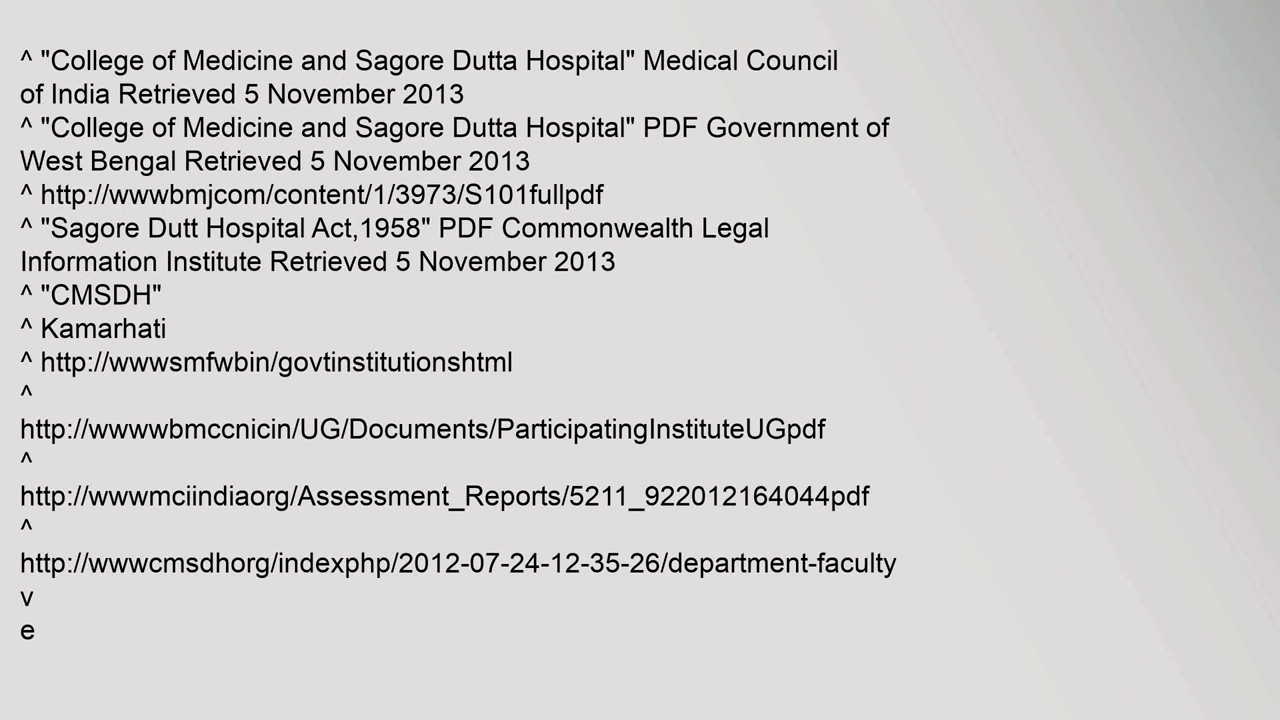 ^ "College of Medicine and Sagore Dutta Hospital" Medical Council
of India Retrieved 5 November 2013
^ "College of Medicine and Sagore Dutta Hospital" PDF Government of
West Bengal Retrieved 5 November 2013
^ http://wwwbmjcom/content/1/3973/S101fullpdf
^ "Sagore Dutt Hospital Act,1958" PDF Commonwealth Legal
Information Institute Retrieved 5 November 2013
^ "CMSDH"
^ Kamarhati
^ http://wwwsmfwbin/govtinstitutionshtml
^
http://wwwwbmccnicin/UG/Documents/ParticipatingInstituteUGpdf
^
http://wwwmciindiaorg/Assessment_Reports/5211_922012164044pdf
^
http://wwwcmsdhorg/indexphp/2012-07-24-12-35-26/department-faculty
v
e